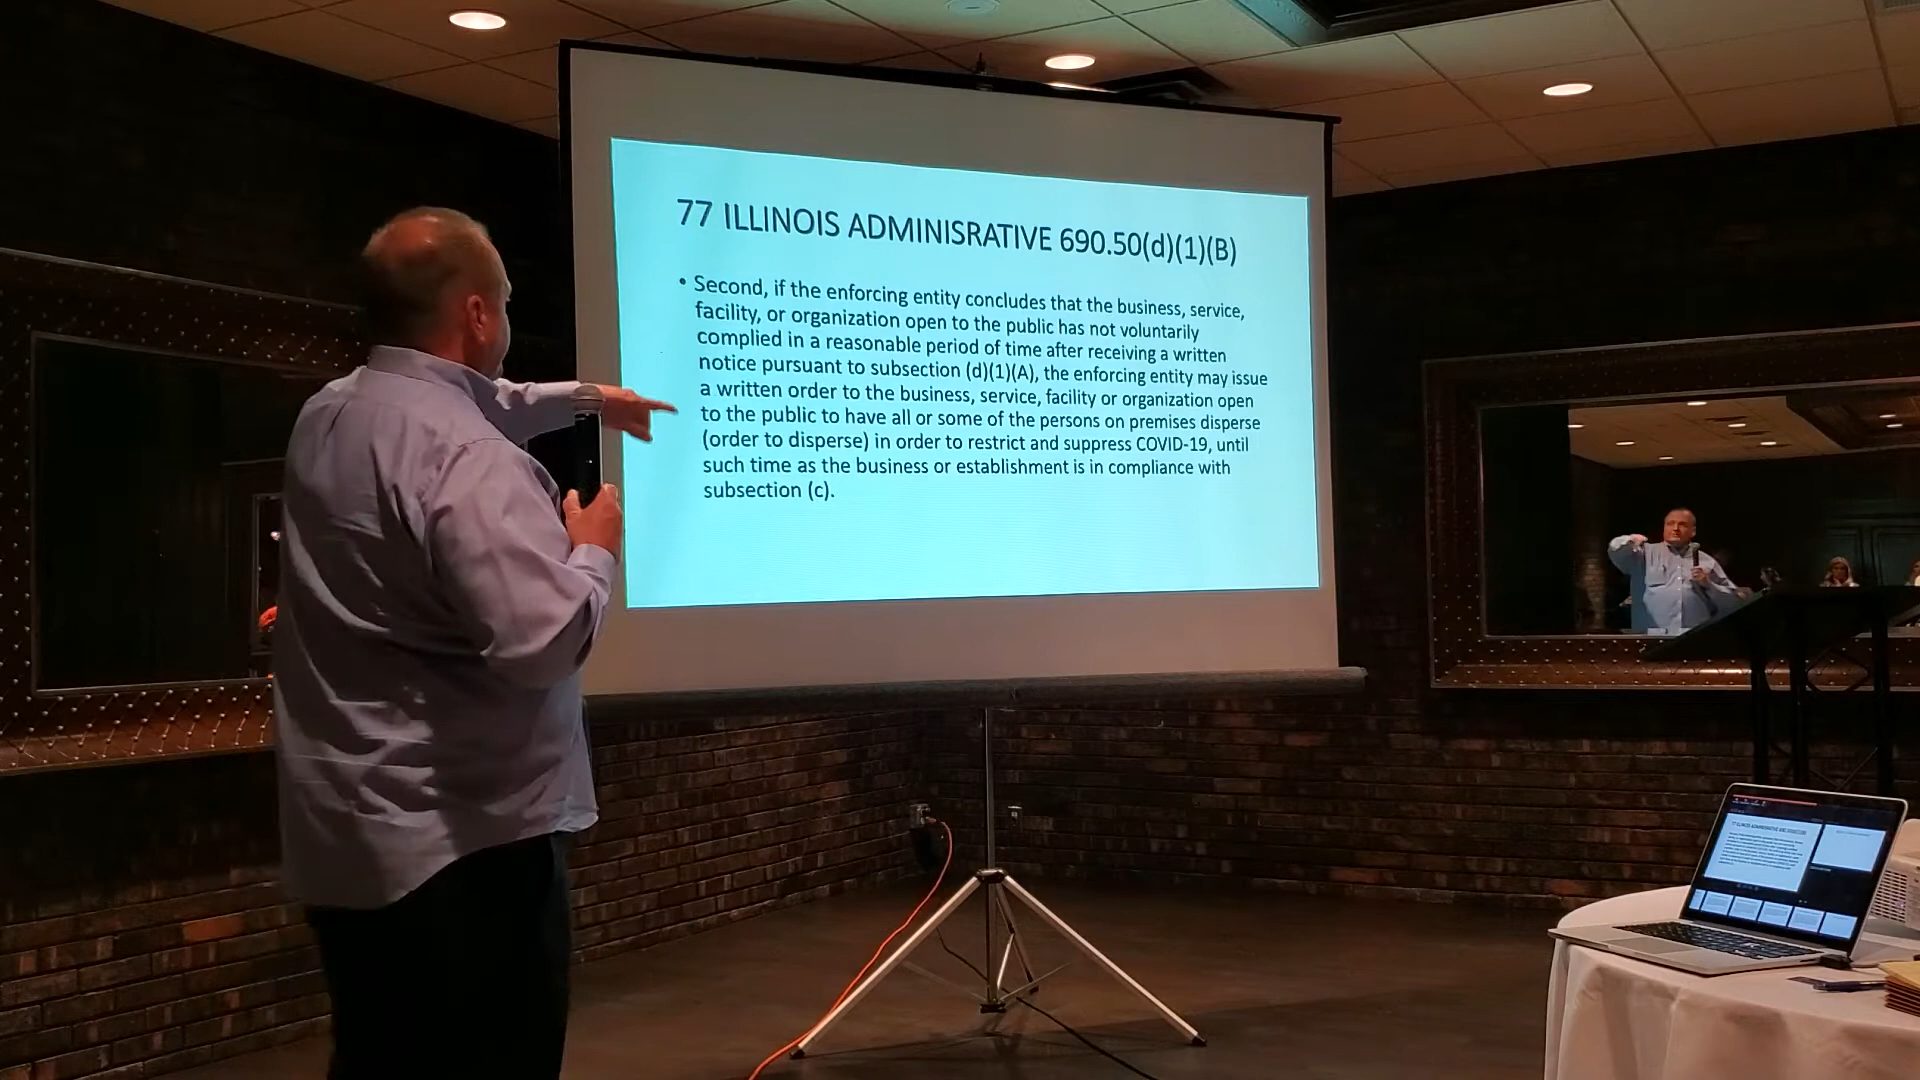 77 ILLINOIS ADMINISRATIVE 690.50(d)(1)(B)
• Second, if the enforcing entity concludes that the business, service,
facility, or organization open to the public has not voluntarily
complied in a reasonable period of time after receiving a written
notice pursuant to subsection (d)(1)(A), the enforcing entity may issue
a written order to the business, service, facility or organization open
to the public to have all or some of the persons on premises disperse
(order to disperse) in order to restrict and suppress COVID-19, until
such time as the business or establishment is in compliance with
subsection (c).